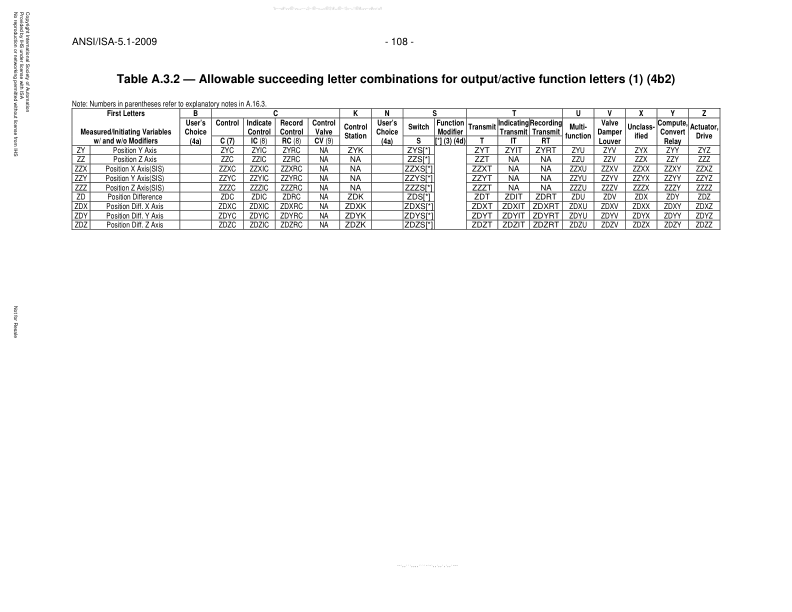 ANSI/ISA-5.1-2009
- 108 -
Table A.3.2 — Allowable succeeding letter combinations for output/active function letters (1) (4b2)
Note: Numbers in parentheses refer to explanatory notes in A.16.3.
First Letters B C K N S T U V X Y Z
Measured/Initiating Variables w/ and w/o Modifiers User's Choice (4a) Control Indicate Control Record Control Control Valve Control Station User's Choice (4a) Switch Function Modifier Transmit Indicating Transmit Recording Transmit Multi-function Valve Damper Louver Unclass-ified Compute, Convert Relay Actuator, Drive
C (7) IC (8) RC (8) CV (9) S [*] (3) (4d) T IT RT
ZY Position Y Axis ZYC ZYIC ZYRC NA ZYK ZYS[*] ZYT ZYIT ZYRT ZYU ZYV ZYX ZYY ZYZ
ZZ Position Z Axis ZZC ZZIC ZZRC NA NA ZZS[*] ZZT NA NA ZZU ZZV ZZX ZZY ZZZ
ZZX Position X Axis(SIS) ZZXC ZZXIC ZZXRC NA NA ZZXS[*] ZZXT NA NA ZZXU ZZXV ZZXX ZZXY ZZXZ
ZZY Position Y Axis(SIS) ZZYC ZZYIC ZZYRC NA NA ZZYS[*] ZZYT NA NA ZZYU ZZYV ZZYX ZZYY ZZYZ
ZZZ Position Z Axis(SIS) ZZZC ZZZIC ZZZRC NA NA ZZZS[*] ZZZT NA NA ZZZU ZZZV ZZZX ZZZY ZZZZ
ZD Position Difference ZDC ZDIC ZDRC NA ZDK ZDS[*] ZDT ZDIT ZDRT ZDU ZDV ZDX ZDY ZDZ
ZDX Position Diff. X Axis ZDXC ZDXIC ZDXRC NA ZDXK ZDXS[*] ZDXT ZDXIT ZDXRT ZDXU ZDXV ZDXX ZDXY ZDXZ
ZDY Position Diff. Y Axis ZDYC ZDYIC ZDYRC NA ZDYK ZDYS[*] ZDYT ZDYIT ZDYRT ZDYU ZDYV ZDYX ZDYY ZDYZ
ZDZ Position Diff. Z Axis ZDZC ZDZIC ZDZRC NA ZDZK ZDZS[*] ZDZT ZDZIT ZDZRT ZDZU ZDZV ZDZX ZDZY ZDZZ
Copyright International Society of Automation
Provided by IHS under license with ISA
No reproduction or networking permitted without license from IHS
Not for Resale